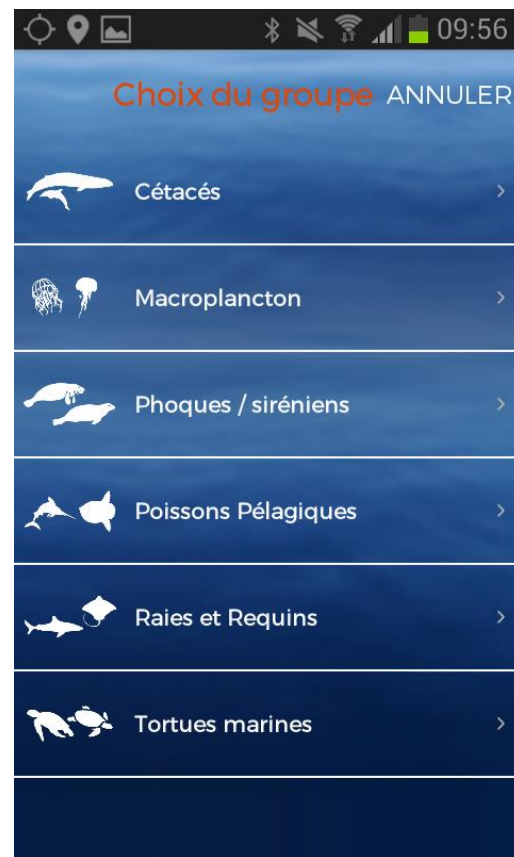 09:56
Choix du groupe ANNULER
Cétacés
Macroplancton
Phoques / siréniens
Poissons Pélagiques
Raies et Requins
Tortues marines